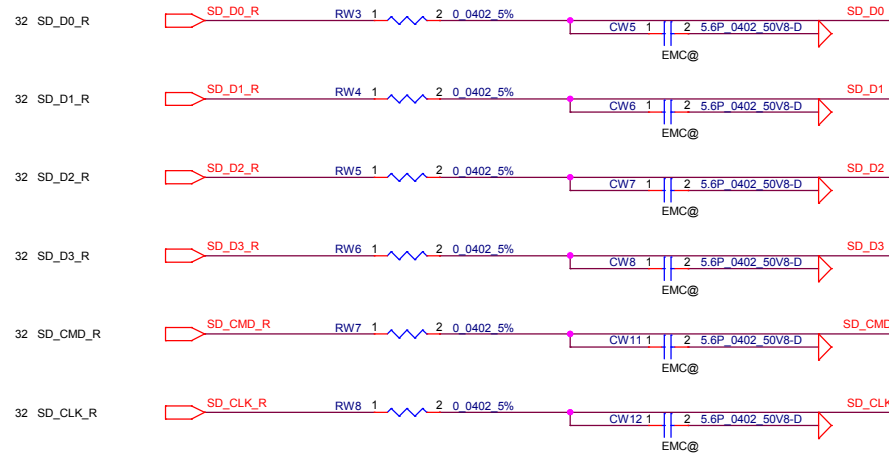 SD_D0_R RW3 1 2 0_0402_5% SD_D0
32 SD_D0_R CW5 1 2 5.6P_0402_50V8-D
EMC@
SD_D1_R RW4 1 2 0_0402_5% SD_D1
32 SD_D1_R CW6 1 2 5.6P_0402_50V8-D
EMC@
SD_D2_R RW5 1 2 0_0402_5% SD_D2
32 SD_D2_R CW7 1 2 5.6P_0402_50V8-D
EMC@
SD_D3_R RW6 1 2 0_0402_5% SD_D3
32 SD_D3_R CW8 1 2 5.6P_0402_50V8-D
EMC@
SD_CMD_R RW7 1 2 0_0402_5% SD_CMD
32 SD_CMD_R CW11 1 2 5.6P_0402_50V8-D
EMC@
SD_CLK_R RW8 1 2 0_0402_5% SD_CLK
32 SD_CLK_R CW12 1 2 5.6P_0402_50V8-D
EMC@